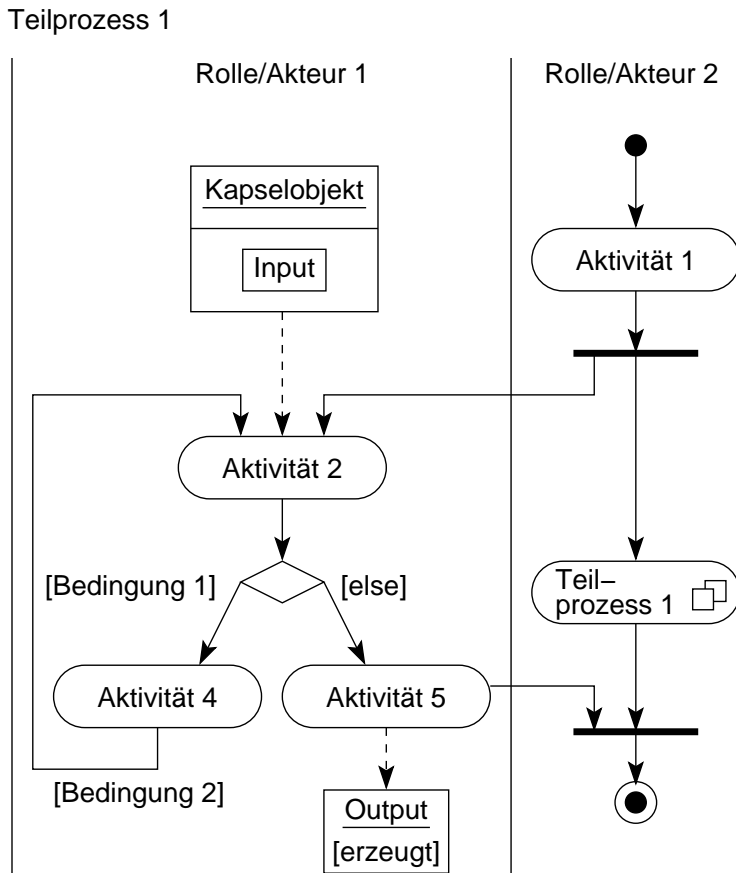 Teilprozess 1
Rolle/Akteur 1
Rolle/Akteur 2
Kapselobjekt
Input
Aktivität 1
Aktivität 2
[Bedingung 1]
[else]
Teil–
prozess 1
Aktivität 4
Aktivität 5
[Bedingung 2]
Output
[erzeugt]